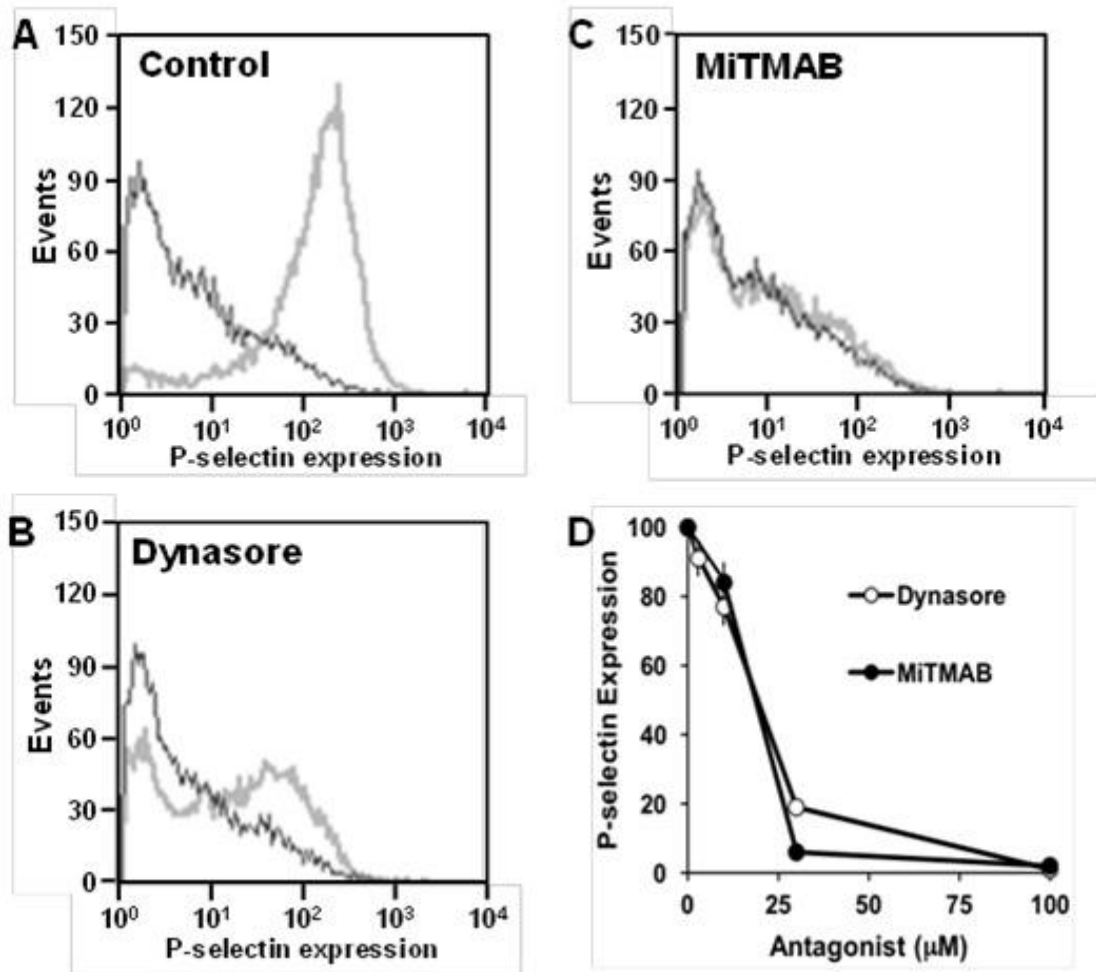 A
Control
150
120
90
60
30
0
Events
10⁰ 10¹ 10² 10³ 10⁴
P-selectin expression
C
MiTMAB
150
120
90
60
30
0
Events
10⁰ 10¹ 10² 10³ 10⁴
P-selectin expression
B
Dynasore
150
120
90
60
30
0
Events
10⁰ 10¹ 10² 10³ 10⁴
P-selectin expression
D
100
80
60
40
20
0
P-selectin Expression
Dynasore
MiTMAB
0 25 50 75 100
Antagonist (μM)